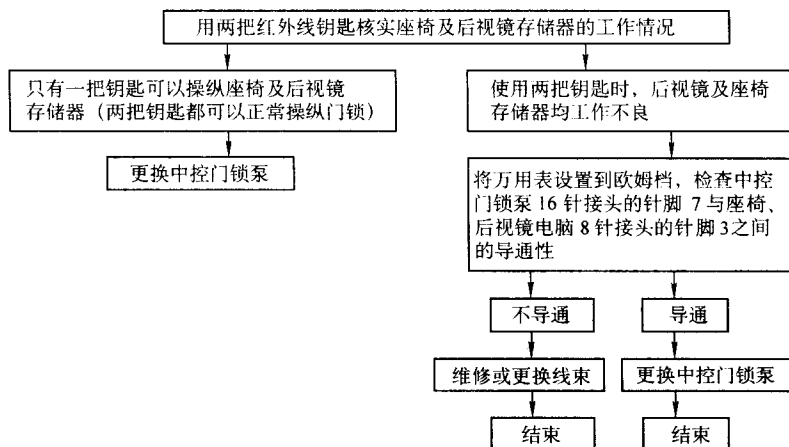 用两把红外线钥匙核实座椅及后视镜存储器的工作情况
只有一把钥匙可以操纵座椅及后视镜
存储器（两把钥匙都可以正常操纵门锁）
更换中控门锁泵
使用两把钥匙时，后视镜及座椅
存储器均工作不良
将万用表设置到欧姆档，检查中控
门锁泵16针接头的针脚 7与座椅、
后视镜电脑8针接头的针脚3之间
的导通性
不导通
导通
维修或更换线束
更换中控门锁泵
结束
结束